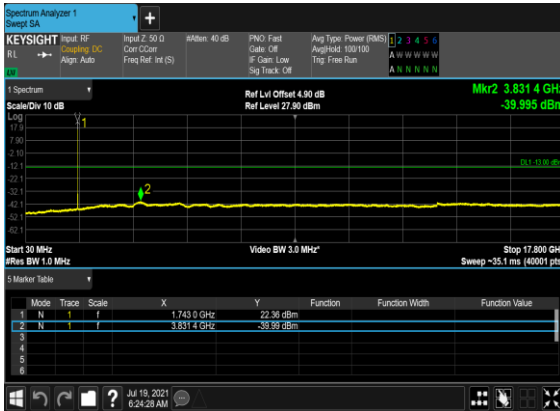 Spectrum Analyzer 1
Swept SA
+
KEYSIGHT Input: RF Input Z: 50 Ω #Atten: 40 dB PNO: Fast Avg Type: Power (RMS) 1 2 3 4 5 6
RL Coupling: DC Corr CCorr Gate: Off Avg|Hold: 100/100 A W W W W W
Align: Auto Freq Ref: Int (S) IF Gain: Low Trig: Free Run
LXI Sig Track: Off A N N N N N
1 Spectrum Ref Lvl Offset 4.90 dB Mkr2 3.831 4 GHz
Scale/Div 10 dB Ref Level 27.90 dBm -39.995 dBm
Log
17.9
7.90
-2.10
-12.1
-22.1
-32.1
-42.1
-52.1
-62.1
1
DL1 -13.00 dBm
2
Start 30 MHz Video BW 3.0 MHz* Stop 17.800 GHz
#Res BW 1.0 MHz Sweep ~35.1 ms (40001 pts)
5 Marker Table
Mode Trace Scale X Y Function Function Width Function Value
1 N 1 f 1.743 0 GHz 22.36 dBm
2 N 1 f 3.831 4 GHz -39.99 dBm
3
4
5
6
? Jul 19, 2021
6:24:28 AM